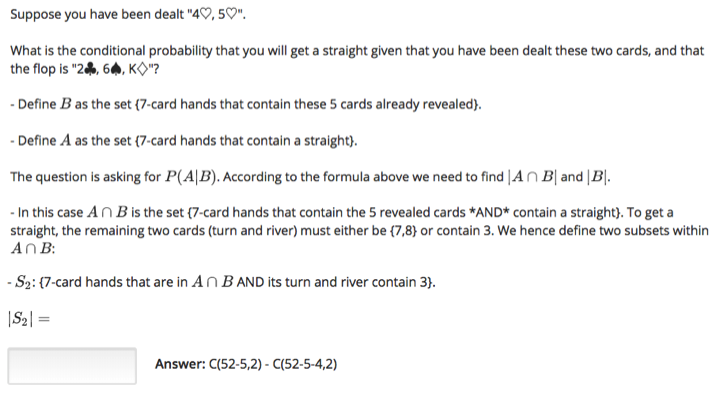 Suppose you have been dealt "4♡, 5♡".
What is the conditional probability that you will get a straight given that you have been dealt these two cards, and that
the flop is "2♣, 6♠, K♢"?
- Define B as the set {7-card hands that contain these 5 cards already revealed}.
- Define A as the set {7-card hands that contain a straight}.
The question is asking for P(A|B). According to the formula above we need to find |A ∩ B| and |B|.
- In this case A ∩ B is the set {7-card hands that contain the 5 revealed cards *AND* contain a straight}. To get a
straight, the remaining two cards (turn and river) must either be {7,8} or contain 3. We hence define two subsets within
A ∩ B:
- S₂: {7-card hands that are in A ∩ B AND its turn and river contain 3}.
|S₂| =
Answer: C(52-5,2) - C(52-5-4,2)